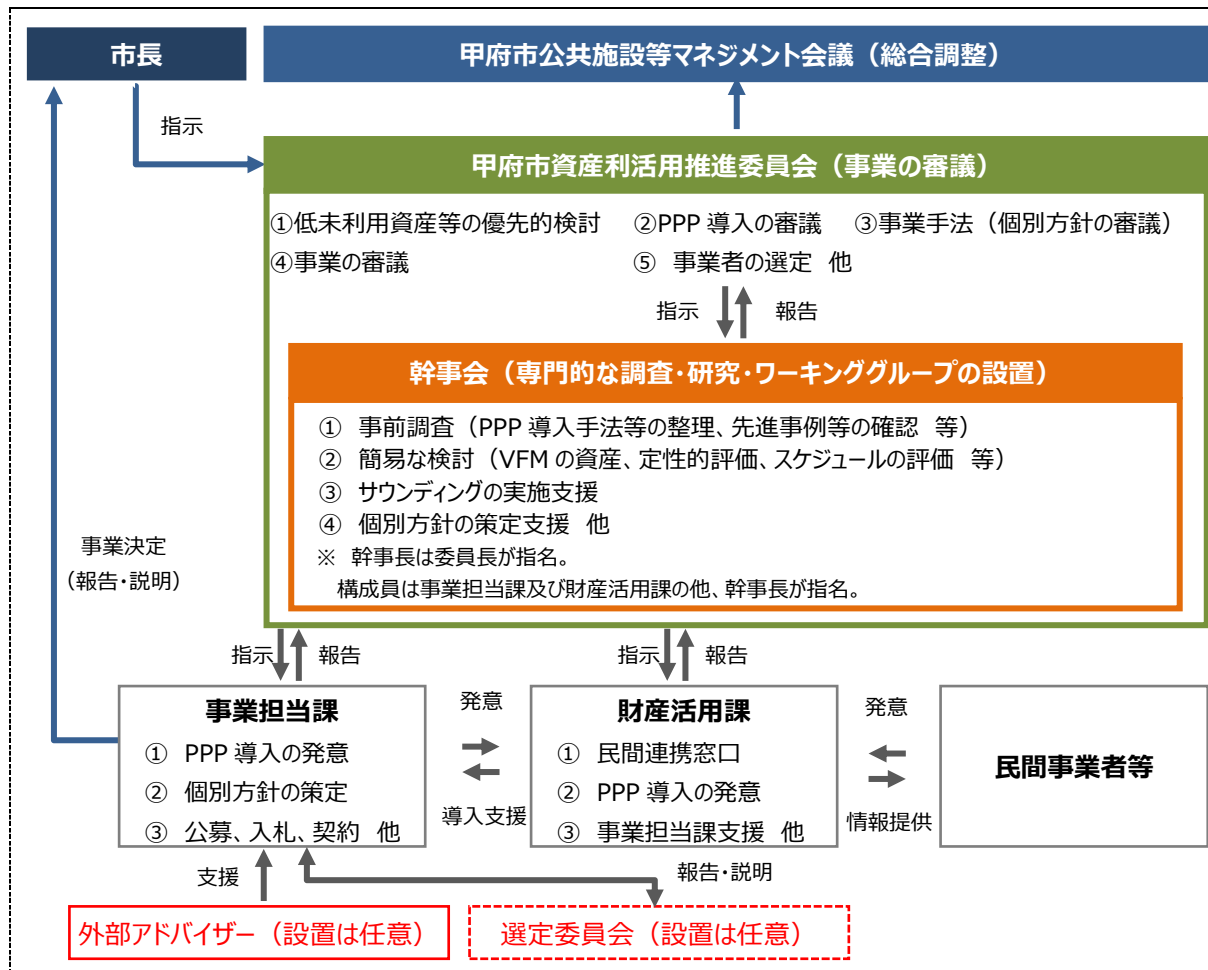 市長
甲府市公共施設等マネジメント会議（総合調整）
指示
甲府市資産利活用推進委員会（事業の審議）
①低未利用資産等の優先的検討 ②PPP 導入の審議 ③事業手法（個別方針の審議）
④事業の審議 ⑤ 事業者の選定 他
指示 報告
幹事会（専門的な調査・研究・ワーキンググループの設置）
① 事前調査（PPP 導入手法等の整理、先進事例等の確認 等）
② 簡易な検討（VFM の資産、定性的評価、スケジュールの評価 等）
③ サウンディングの実施支援
④ 個別方針の策定支援 他
※ 幹事長は委員長が指名。
構成員は事業担当課及び財産活用課の他、幹事長が指名。
事業決定
（報告・説明）
指示 報告 指示 報告
事業担当課
① PPP 導入の発意
② 個別方針の策定
③ 公募、入札、契約 他
発意
導入支援
財産活用課
① 民間連携窓口
② PPP 導入の発意
③ 事業担当課支援 他
発意
情報提供
民間事業者等
支援
報告・説明
外部アドバイザー（設置は任意）
選定委員会（設置は任意）